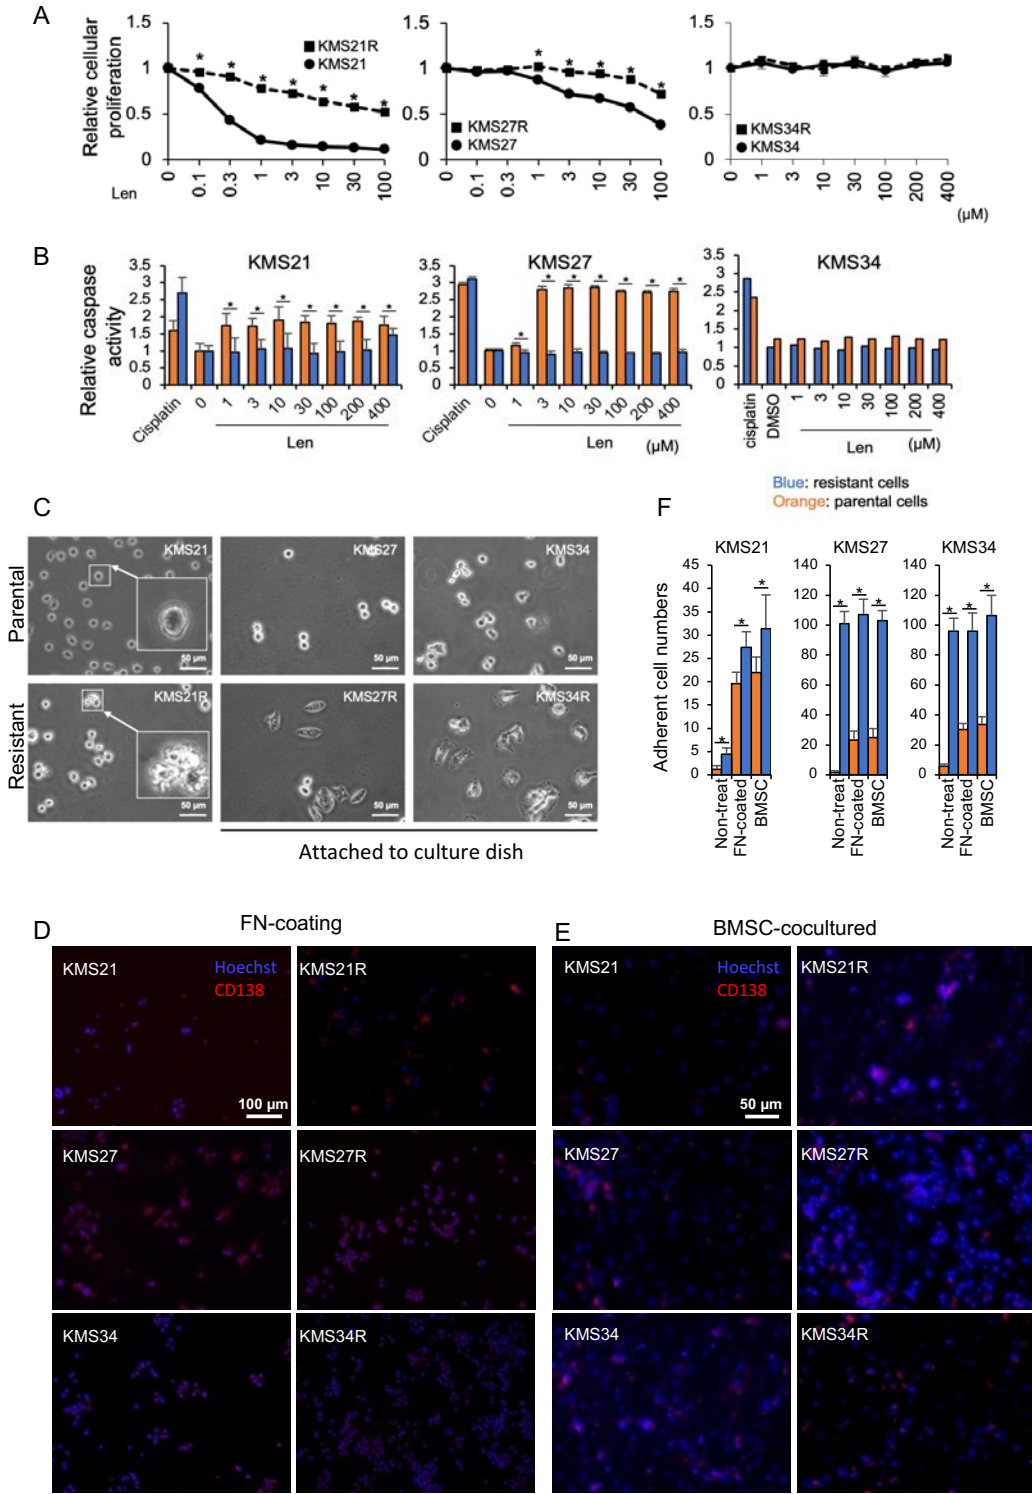 A
Relative cellular
proliferation
1.5
1
0.5
0
KMS21R
KMS21
* * * * * * *
0 0.1 0.3 1 3 10 30 100
Len
1.5
1
0.5
0
KMS27R
KMS27
* * * * *
0 0.1 0.3 1 3 10 30 100
1.5
1
0.5
0
KMS34R
KMS34
0 1 3 10 30 100 200 400
(µM)
B
Relative caspase
activity
KMS21
3.5
3
2.5
2
1.5
1
0.5
0
* * * * * * *
Cisplatin 0 1 3 10 30 100 200 400
Len
KMS27
3.5
3
2.5
2
1.5
1
0.5
0
* * * * * * *
Cisplatin 0 1 3 10 30 100 200 400
Len (µM)
KMS34
3.5
3
2.5
2
1.5
1
0.5
0
cisplatin DMSO 1 3 10 30 100 200 400
Len (µM)
Blue: resistant cells
Orange: parental cells
C
Parental
KMS21
50 µm
KMS27
50 µm
KMS34
50 µm
Resistant
KMS21R
50 µm
KMS27R
50 µm
KMS34R
50 µm
Attached to culture dish
F
Adherent cell numbers
KMS21
45
40
35
30
25
20
15
10
5
0
* * *
Non-treat
FN-coated
BMSC
KMS27
140
120
100
80
60
40
20
0
* * *
Non-treat
FN-coated
BMSC
KMS34
140
120
100
80
60
40
20
0
* * *
Non-treat
FN-coated
BMSC
D
FN-coating
KMS21
Hoechst
CD138
100 µm
KMS21R
KMS27
KMS27R
KMS34
KMS34R
E
BMSC-cocultured
KMS21
Hoechst
CD138
50 µm
KMS21R
KMS27
KMS27R
KMS34
KMS34R